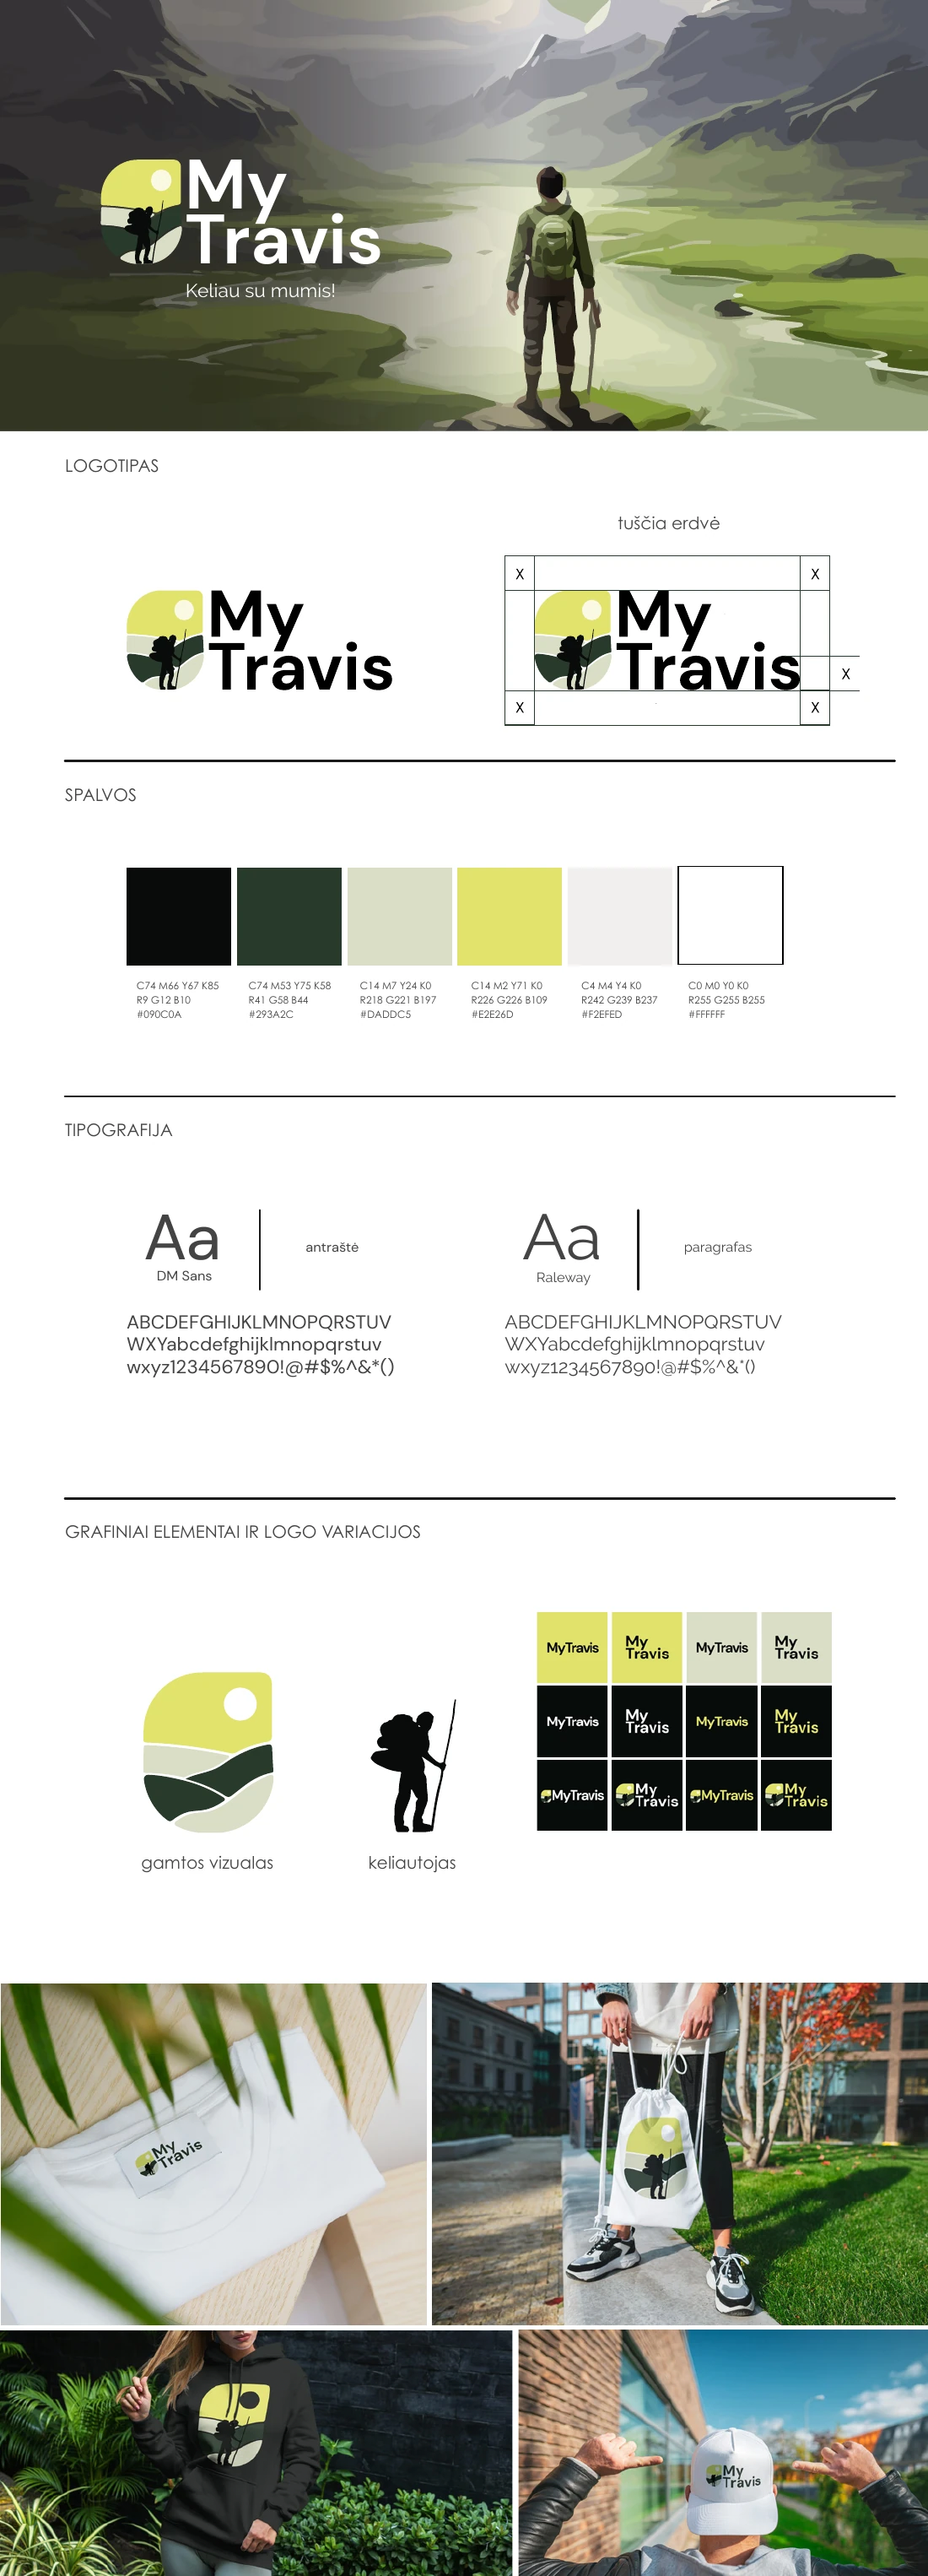 My
Travis
Keliau su mumis!
LOGOTIPAS
tuščia erdvė
My
Travis
X
X
My
Travis
X
X
X
SPALVOS
C74 M66 Y67 K85
R9 G12 B10
#090C0A
C74 M53 Y75 K58
R41 G58 B44
#293A2C
C14 M7 Y24 K0
R218 G221 B197
#DADDC5
C14 M2 Y71 K0
R226 G226 B109
#E2E26D
C4 M4 Y4 K0
R242 G239 B237
#F2EFED
C0 M0 Y0 K0
R255 G255 B255
#FFFFFF
TIPOGRAFIJA
Aa
DM Sans
antraštė
ABCDEFGHIJKLMNOPQRSTUV
WXYabcdefghijklmnopqrstuv
wxyz1234567890!@#$%^&*()
Aa
Raleway
paragrafas
ABCDEFGHIJKLMNOPQRSTUV
WXYabcdefghijklmnopqrstuv
wxyz1234567890!@#$%^&*()
GRAFINIAI ELEMENTAI IR LOGO VARIACIJOS
gamtos vizualas
keliautojas
MyTravis
My
Travis
MyTravis
My
Travis
MyTravis
My
Travis
MyTravis
My
Travis
MyTravis
My
Travis
MyTravis
My
Travis
My
Travis
My
Travis